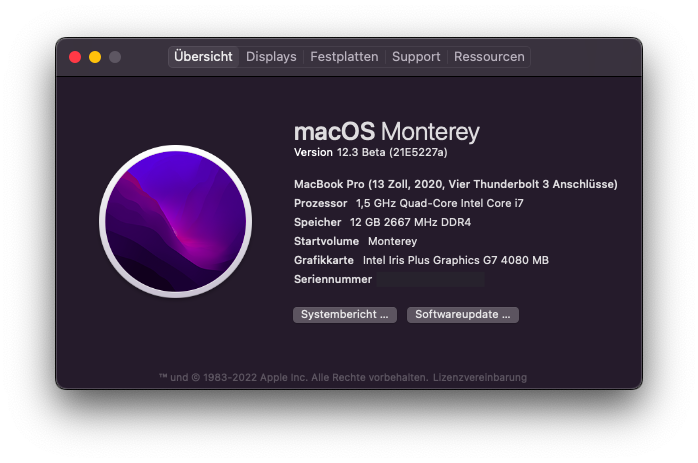 Übersicht Displays Festplatten Support Ressourcen
macOS Monterey
Version 12.3 Beta (21E5227a)
MacBook Pro (13 Zoll, 2020, Vier Thunderbolt 3 Anschlüsse)
Prozessor 1,5 GHz Quad-Core Intel Core i7
Speicher 12 GB 2667 MHz DDR4
Startvolume Monterey
Grafikkarte Intel Iris Plus Graphics G7 4080 MB
Seriennummer
Systembericht ... Softwareupdate ...
™ und © 1983-2022 Apple Inc. Alle Rechte vorbehalten. Lizenzvereinbarung